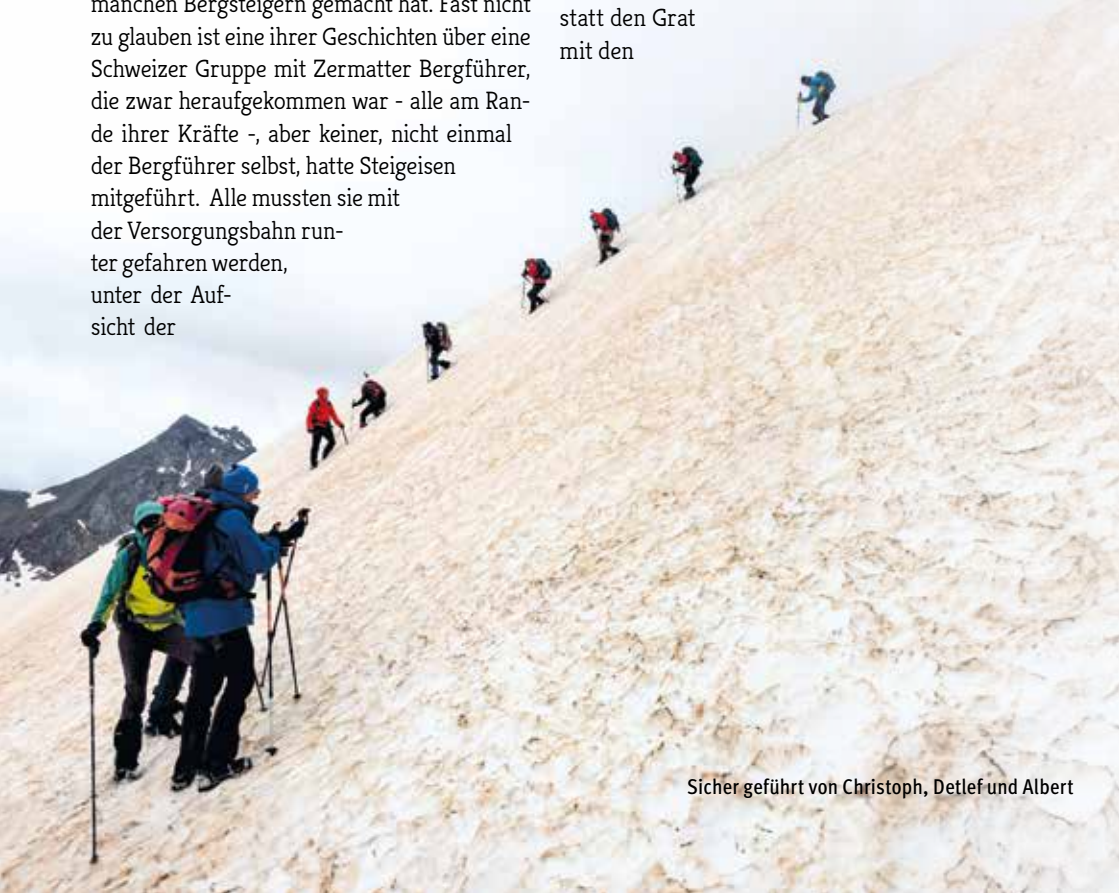 manchen Bergsteigern gemacht hat. Fast nicht
zu glauben ist eine ihrer Geschichten über eine
Schweizer Gruppe mit Zermatter Bergführer,
die zwar heraufgekommen war - alle am Ran-
de ihrer Kräfte -, aber keiner, nicht einmal
der Bergführer selbst, hatte Steigeisen
mitgeführt. Alle mussten sie mit
der Versorgungsbahn run-
ter gefahren werden,
unter der Auf-
sicht der
statt den Grat
mit den
Sicher geführt von Christoph, Detlef und Albert